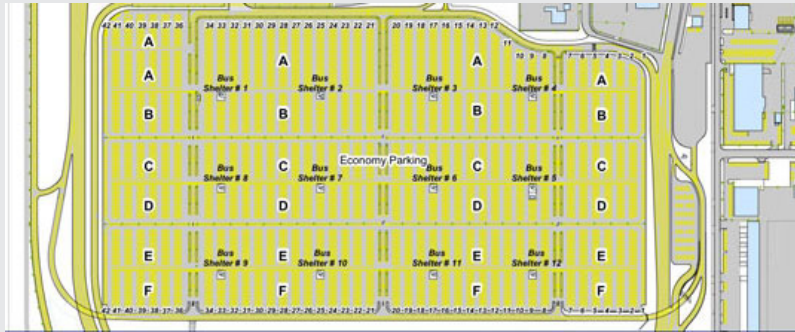 42 41 40 39 38 37 36 34 33 32 31 30 29 28 27 26 25 24 23 22 21 20 19 18 17 16 15 14 13 12
11
10 9 8 7 6 5 4 3 2
A
A A A A
Bus Bus Bus Bus
Shelter # 1 Shelter # 2 Shelter # 3 Shelter # 4
B B B B
Economy Parking
C C C C
Bus Bus Bus Bus
Shelter # 8 Shelter # 7 Shelter # 6 Shelter # 5
D D D D
E E E E
Bus Bus Bus Bus
Shelter # 9 Shelter # 10 Shelter # 11 Shelter # 12
F F F F
42 41 40 39 38 37 36 34 33 32 31 30 29 28 27 26 25 24 23 22 21 20 19 18 17 16 15 14 13 12 11 10 9 8 7 6 5 4 3 2